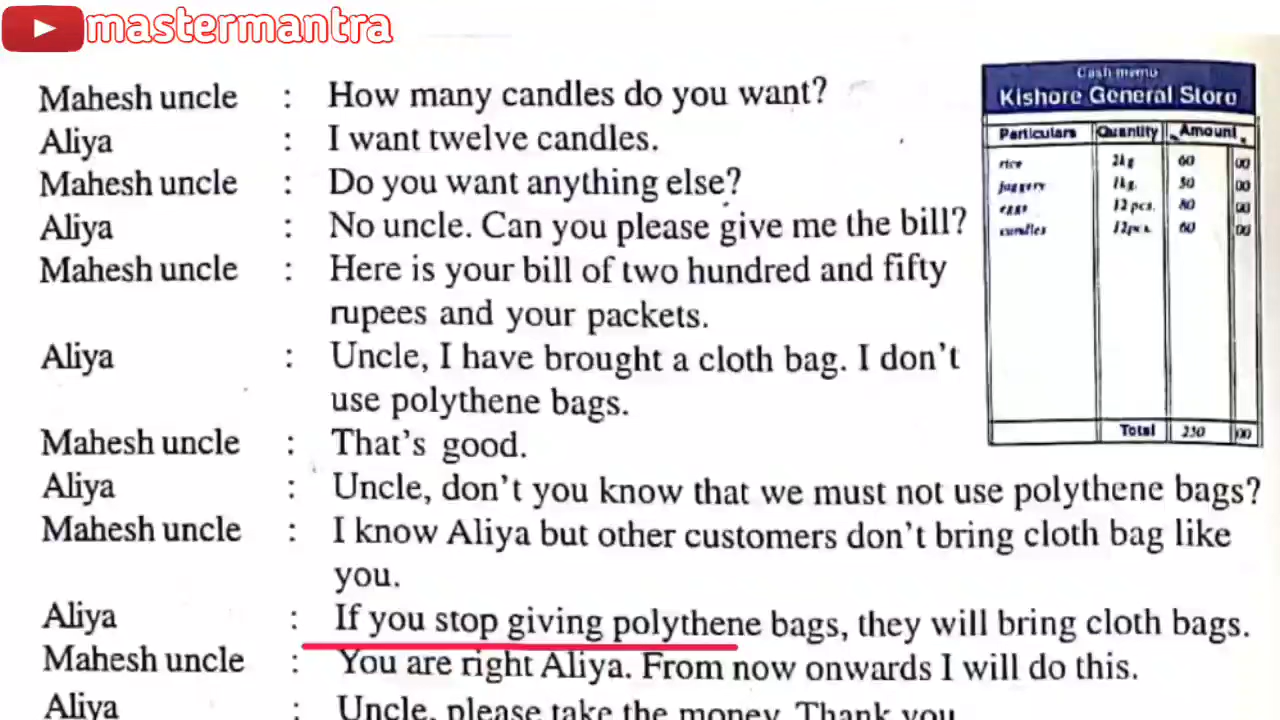 mastermantra
Mahesh uncle : How many candles do you want?
Aliya : I want twelve candles.
Mahesh uncle : Do you want anything else?
Aliya : No uncle. Can you please give me the bill?
Mahesh uncle : Here is your bill of two hundred and fifty
rupees and your packets.
Aliya : Uncle, I have brought a cloth bag. I don't
use polythene bags.
Mahesh uncle : That's good.
Aliya : Uncle, don't you know that we must not use polythene bags?
Mahesh uncle : I know Aliya but other customers don't bring cloth bag like
you.
Aliya : If you stop giving polythene bags, they will bring cloth bags.
Mahesh uncle : You are right Aliya. From now onwards I will do this.
Aliya : Uncle, please take the money. Thank you
Cash memo
Kishore General Store
Particulars Quantity Amount
rice 2kg 60 00
jaggery 1kg. 50 00
eggs 12 pcs. 80 00
candles 12pcs. 60 00
Total 250 00